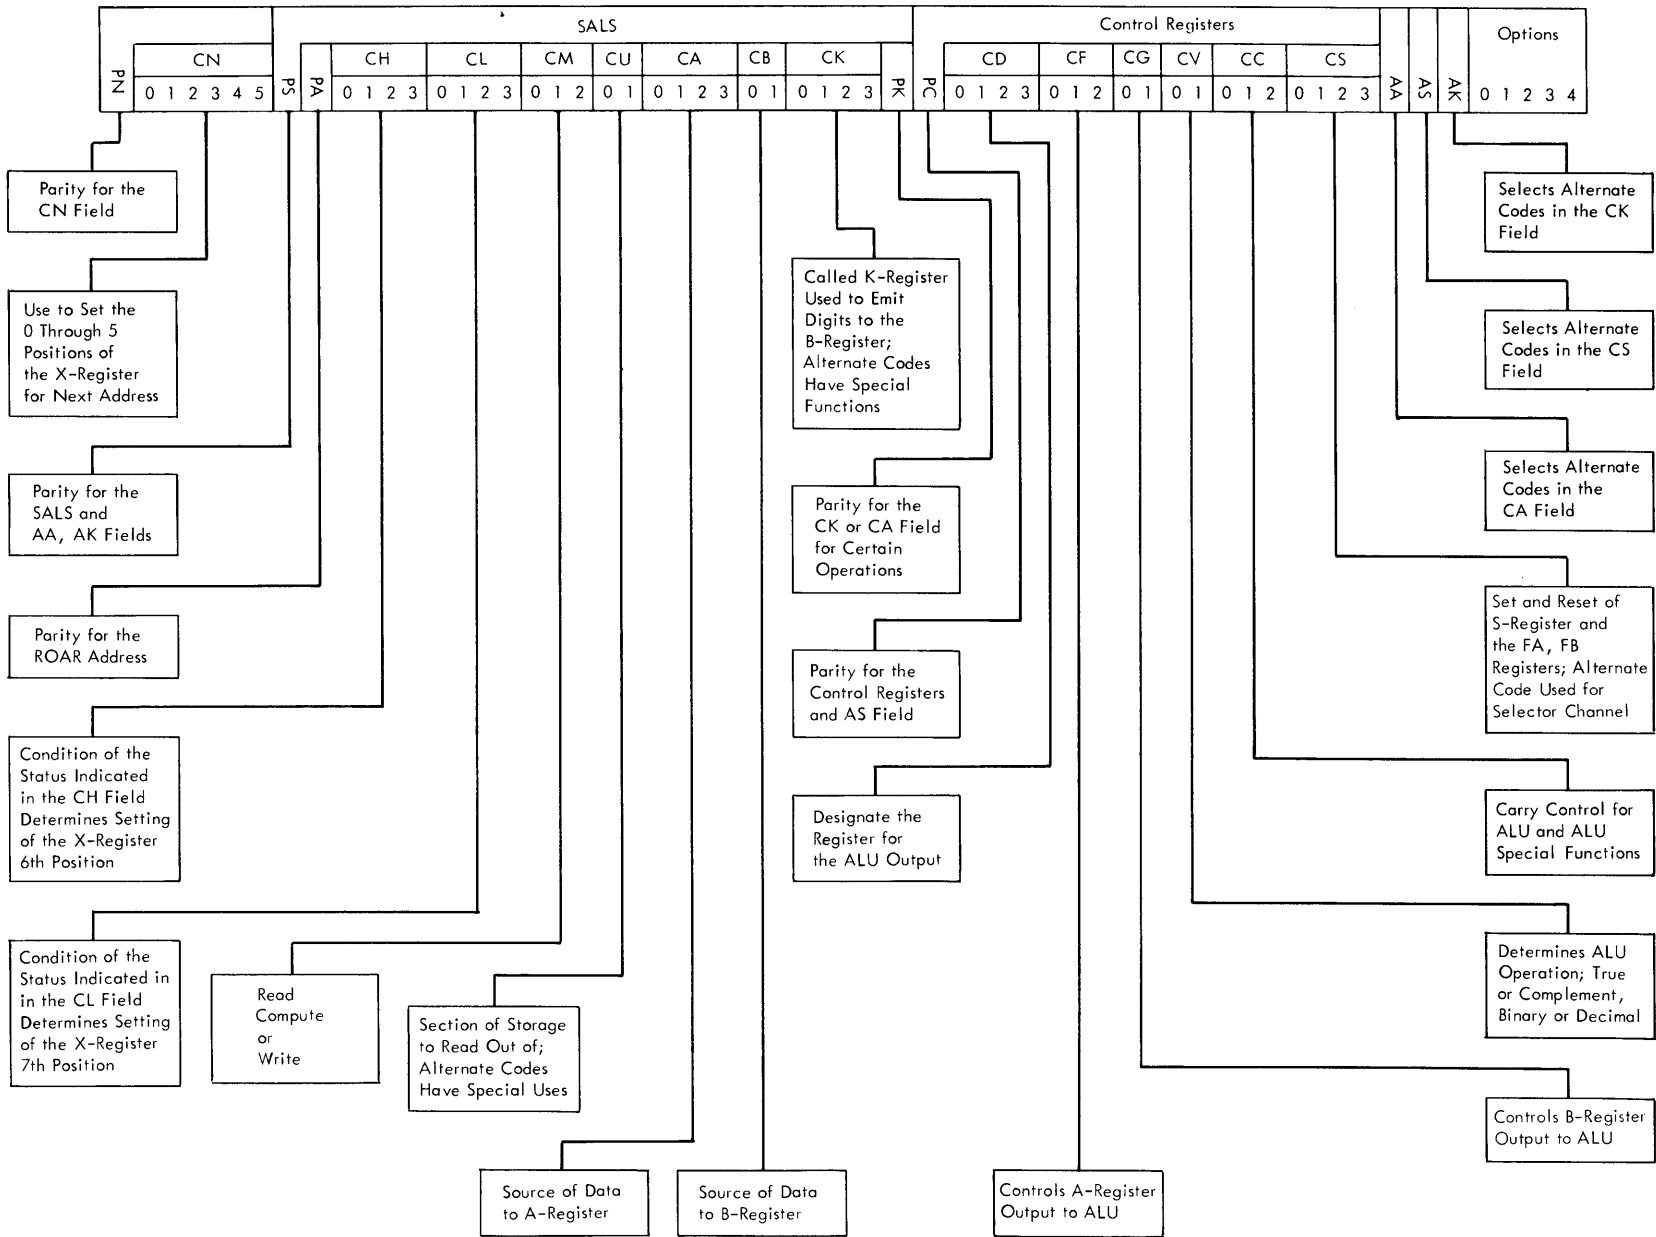 SALS
Control Registers
Options
PN
CN
PS
PA
CH
CL
CM
CU
CA
CB
CK
PK
PC
CD
CF
CG
CV
CC
CS
AA
AS
AK
0 1 2 3 4 5
0 1 2 3
0 1 2 3
0 1 2
0 1
0 1 2 3
0 1
0 1 2 3
0 1 2 3
0 1 2
0 1
0 1
0 1 2
0 1 2 3
0 1 2 3 4
Parity for the
CN Field
Use to Set the
0 Through 5
Positions of
the X-Register
for Next Address
Parity for the
SALS and
AA, AK Fields
Parity for the
ROAR Address
Condition of the
Status Indicated
in the CH Field
Determines Setting
of the X-Register
6th Position
Condition of the
Status Indicated in
in the CL Field
Determines Setting
of the X-Register
7th Position
Read
Compute
or
Write
Section of Storage
to Read Out of;
Alternate Codes
Have Special Uses
Source of Data
to A-Register
Source of Data
to B-Register
Called K-Register
Used to Emit
Digits to the
B-Register;
Alternate Codes
Have Special
Functions
Parity for the
CK or CA Field
for Certain
Operations
Parity for the
Control Registers
and AS Field
Designate the
Register for
the ALU Output
Controls A-Register
Output to ALU
Selects Alternate
Codes in the CK
Field
Selects Alternate
Codes in the CS
Field
Selects Alternate
Codes in the
CA Field
Set and Reset of
S-Register and
the FA, FB
Registers; Alternate
Code Used for
Selector Channel
Carry Control for
ALU and ALU
Special Functions
Determines ALU
Operation; True
or Complement,
Binary or Decimal
Controls B-Register
Output to ALU